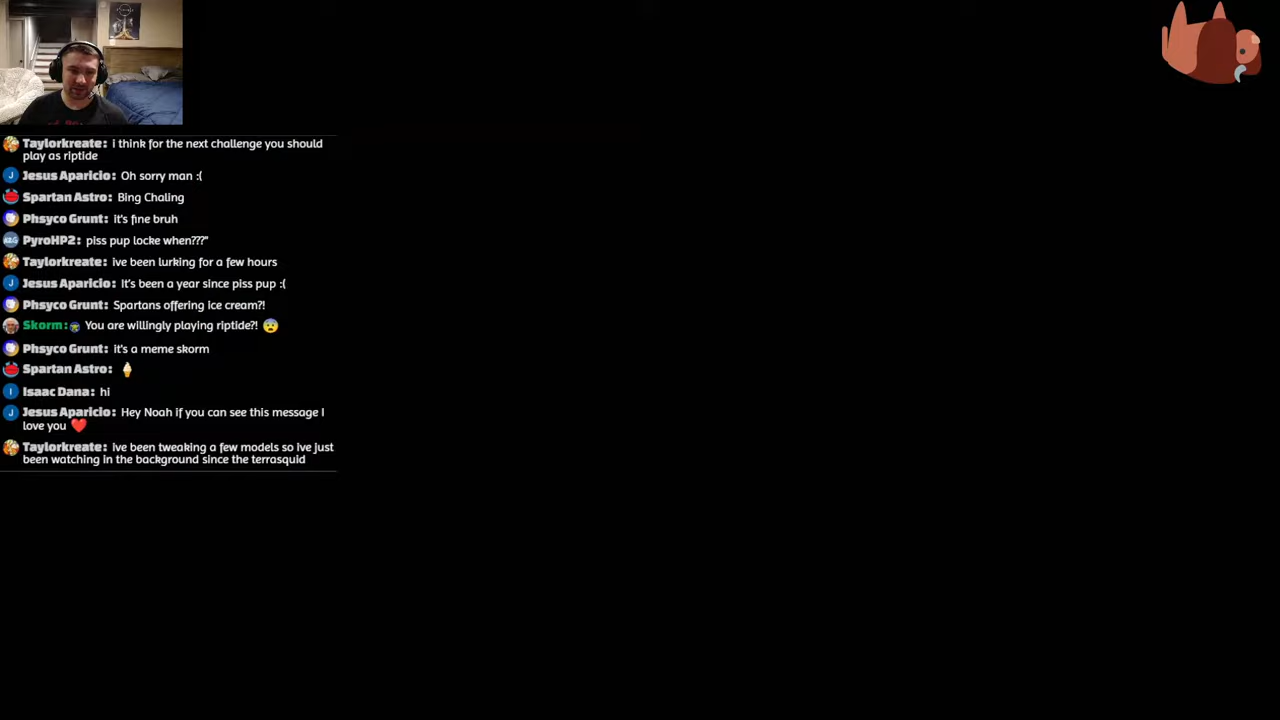 Taylorkreate: i think for the next challenge you should
play as riptide
Jesus Aparicio: Oh sorry man :(
Spartan Astro: Bing Chaling
Phsyco Grunt: it's fine bruh
PyroHP2: piss pup locke when???"
Taylorkreate: ive been lurking for a few hours
Jesus Aparicio: It's been a year since piss pup :(
Phsyco Grunt: Spartans offering ice cream?!
Skorm: You are willingly playing riptide?! 😨
Phsyco Grunt: it's a meme skorm
Spartan Astro: 🍦
Isaac Dana: hi
Jesus Aparicio: Hey Noah if you can see this message I
love you ❤️
Taylorkreate: ive been tweaking a few models so ive just
been watching in the background since the terrasquid